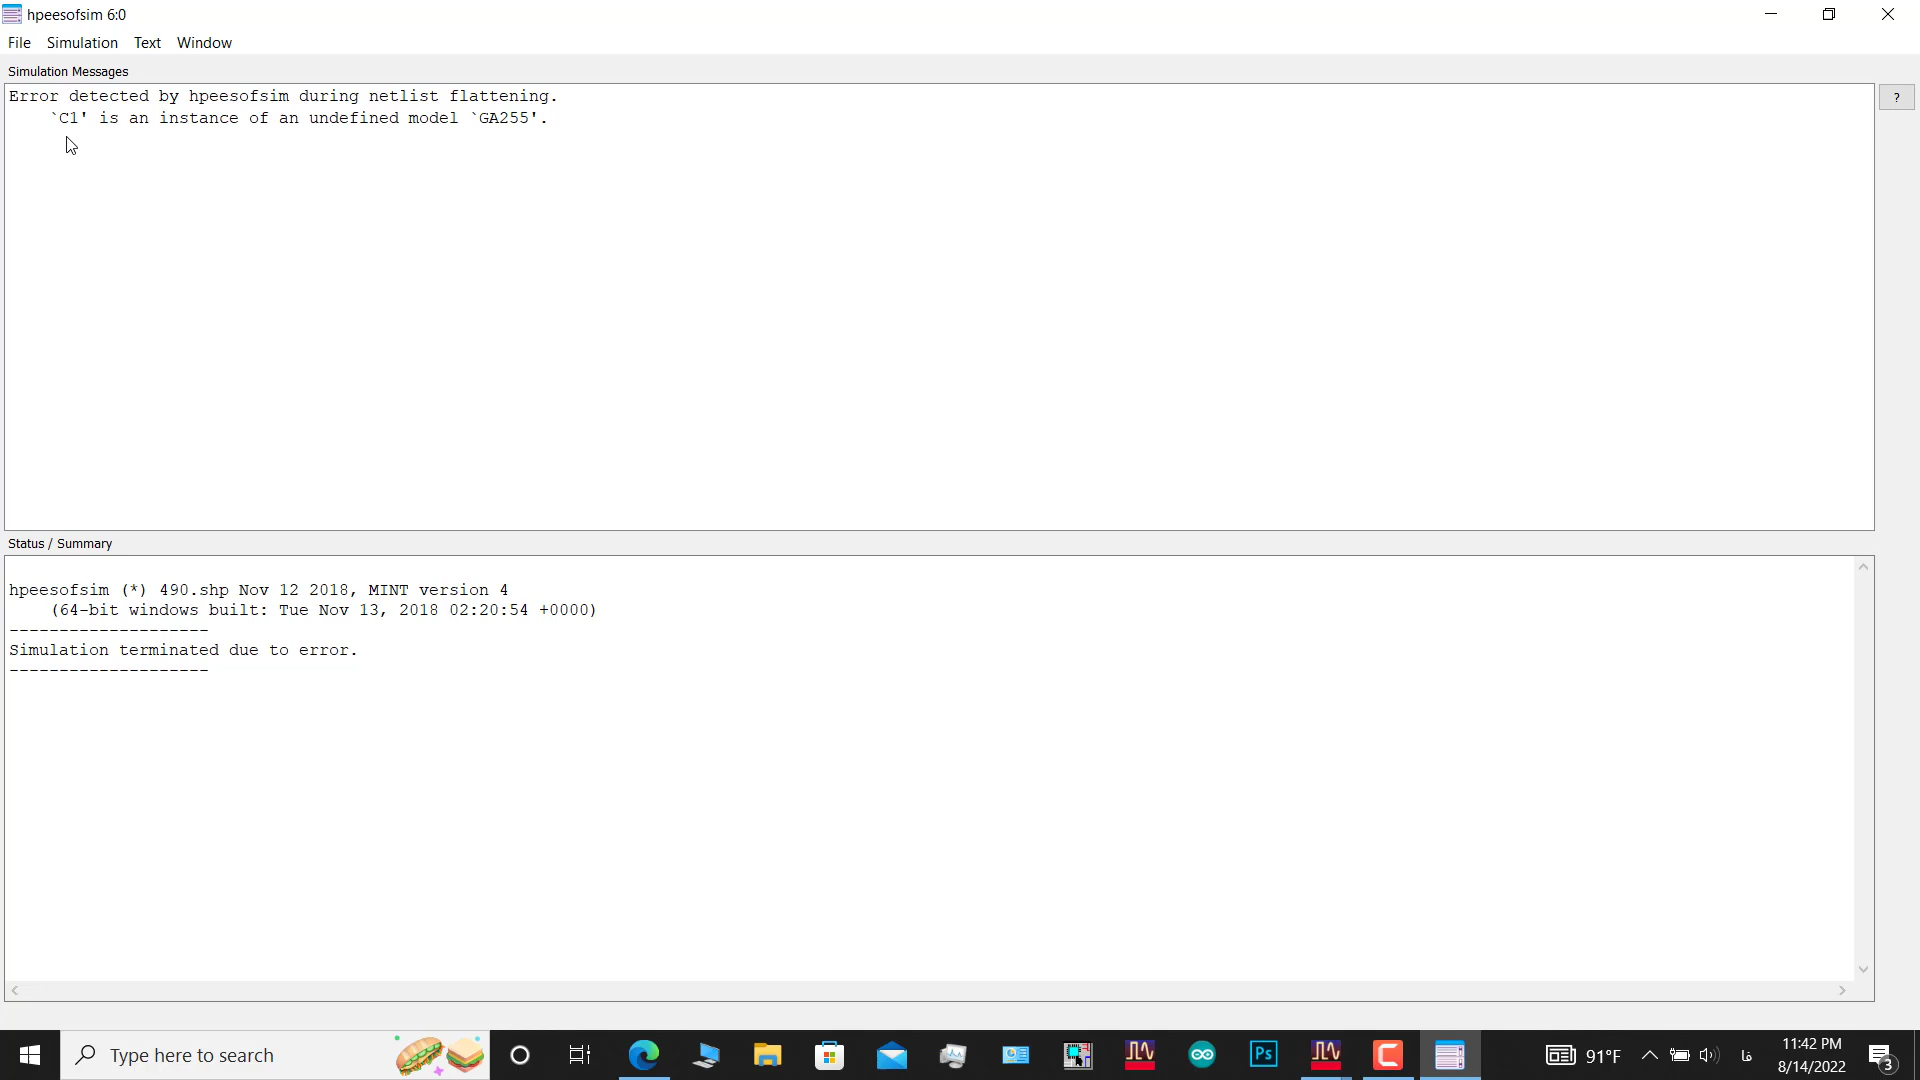 hpeesofsim 6:0
File Simulation Text Window
Simulation Messages
Error detected by hpeesofsim during netlist flattening.
`C1' is an instance of an undefined model `GA255'.
?
Status / Summary
hpeesofsim (*) 490.shp Nov 12 2018, MINT version 4
(64-bit windows built: Tue Nov 13, 2018 02:20:54 +0000)
--------------------
Simulation terminated due to error.
--------------------
Type here to search
Ps
91°F
فا
11:42 PM
8/14/2022
3